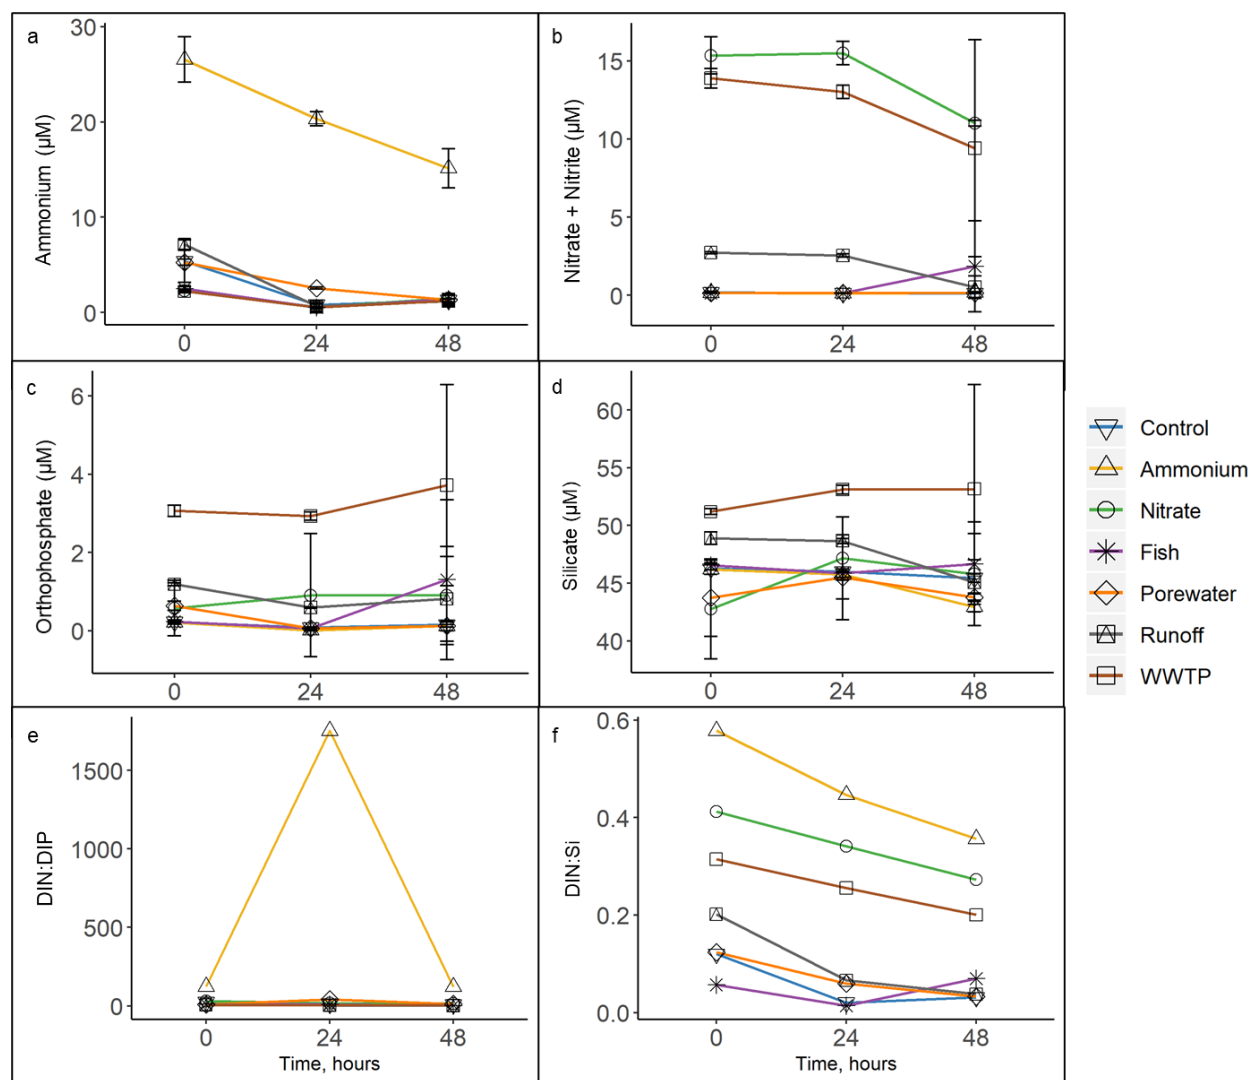 a
Ammonium (µM)
30
20
10
0
0 24 48
b
Nitrate + Nitrite (µM)
15
10
5
0
0 24 48
c
Orthophosphate (µM)
6
4
2
0
0 24 48
d
Silicate (µM)
60
55
50
45
40
0 24 48
Control
Ammonium
Nitrate
Fish
Porewater
Runoff
WWTP
e
DIN:DIP
1500
1000
500
0
0 24 48
Time, hours
f
DIN:Si
0.6
0.4
0.2
0.0
0 24 48
Time, hours